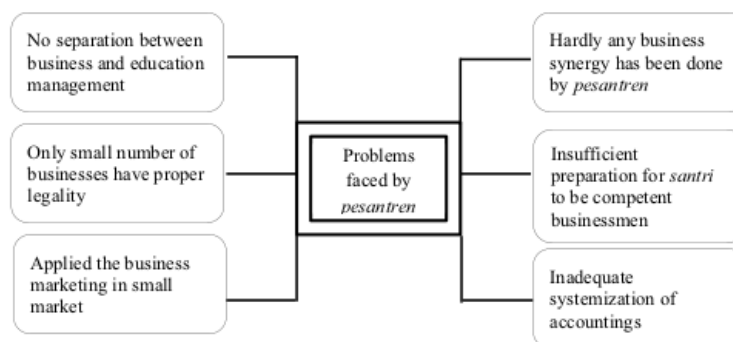 No separation between
business and education
management
Only small number of
businesses have proper
legality
Applied the business
marketing in small
market
Problems
faced by
pesantren
Hardly any business
synergy has been done
by pesantren
Insufficient
preparation for santri
to be competent
businessmen
Inadequate
systemization of
accountings